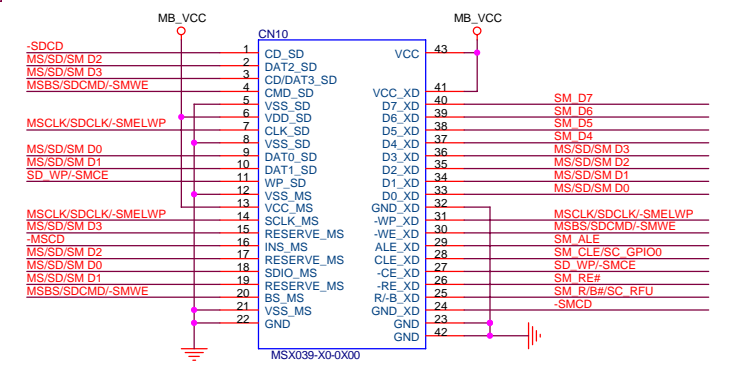 MB_VCC MB_VCC
CN10
-SDCD 1 CD_SD VCC 43
MS/SD/SM D2 2 DAT2_SD
MS/SD/SM D3 3 CD/DAT3_SD
MSBS/SDCMD/-SMWE 4 CMD_SD VCC_XD 41
5 VSS_SD D7_XD 40 SM_D7
6 VDD_SD D6_XD 39 SM_D6
MSCLK/SDCLK/-SMELWP 7 CLK_SD D5_XD 38 SM_D5
8 VSS_SD D4_XD 37 SM_D4
MS/SD/SM D0 9 DAT0_SD D3_XD 36 MS/SD/SM D3
MS/SD/SM D1 10 DAT1_SD D2_XD 35 MS/SD/SM D2
SD_WP/-SMCE 11 WP_SD D1_XD 34 MS/SD/SM D1
12 VSS_MS D0_XD 33 MS/SD/SM D0
13 VCC_MS GND_XD 32
MSCLK/SDCLK/-SMELWP 14 SCLK_MS -WP_XD 31 MSCLK/SDCLK/-SMELWP
MS/SD/SM D3 15 RESERVE_MS -WE_XD 30 MSBS/SDCMD/-SMWE
-MSCD 16 INS_MS ALE_XD 29 SM_ALE
MS/SD/SM D2 17 RESERVE_MS CLE_XD 28 SM_CLE/SC_GPIO0
MS/SD/SM D0 18 SDIO_MS -CE_XD 27 SD_WP/-SMCE
MS/SD/SM D1 19 RESERVE_MS -RE_XD 26 SM_RE#
MSBS/SDCMD/-SMWE 20 BS_MS R/-B_XD 25 SM_R/B#/SC_RFU
21 VSS_MS GND_XD 24 -SMCD
22 GND GND 23
GND 42
MSX039-X0-0X00